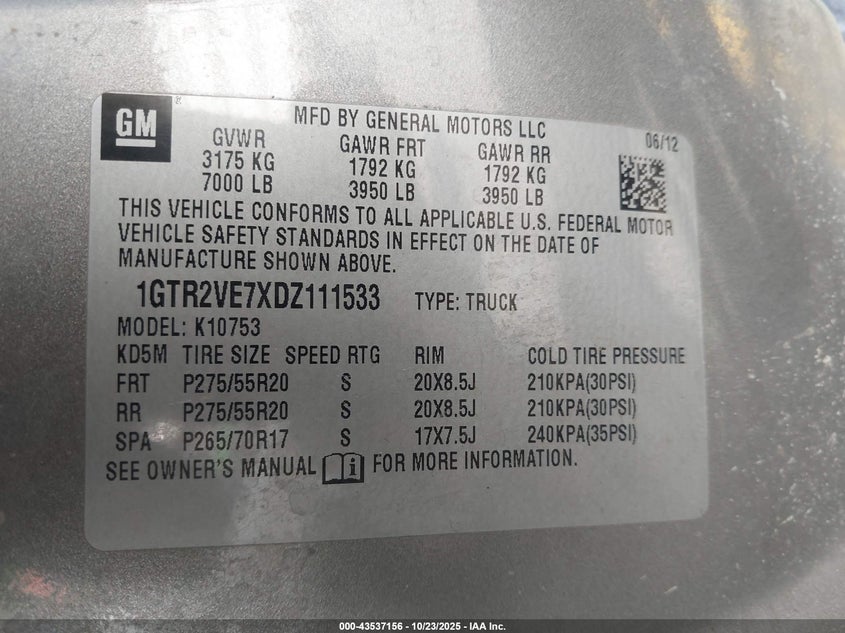 GM
MFD BY GENERAL MOTORS LLC
06/12
GVWR GAWR FRT GAWR RR
3175 KG 1792 KG 1792 KG
7000 LB 3950 LB 3950 LB
THIS VEHICLE CONFORMS TO ALL APPLICABLE U.S. FEDERAL MOTOR
VEHICLE SAFETY STANDARDS IN EFFECT ON THE DATE OF
MANUFACTURE SHOWN ABOVE.
1GTR2VE7XDZ111533 TYPE: TRUCK
MODEL: K10753
KD5M TIRE SIZE SPEED RTG RIM COLD TIRE PRESSURE
FRT P275/55R20 S 20X8.5J 210KPA(30PSI)
RR P275/55R20 S 20X8.5J 210KPA(30PSI)
SPA P265/70R17 S 17X7.5J 240KPA(35PSI)
SEE OWNER'S MANUAL i FOR MORE INFORMATION.
000-43537156 - 10/23/2025 - IAA Inc.